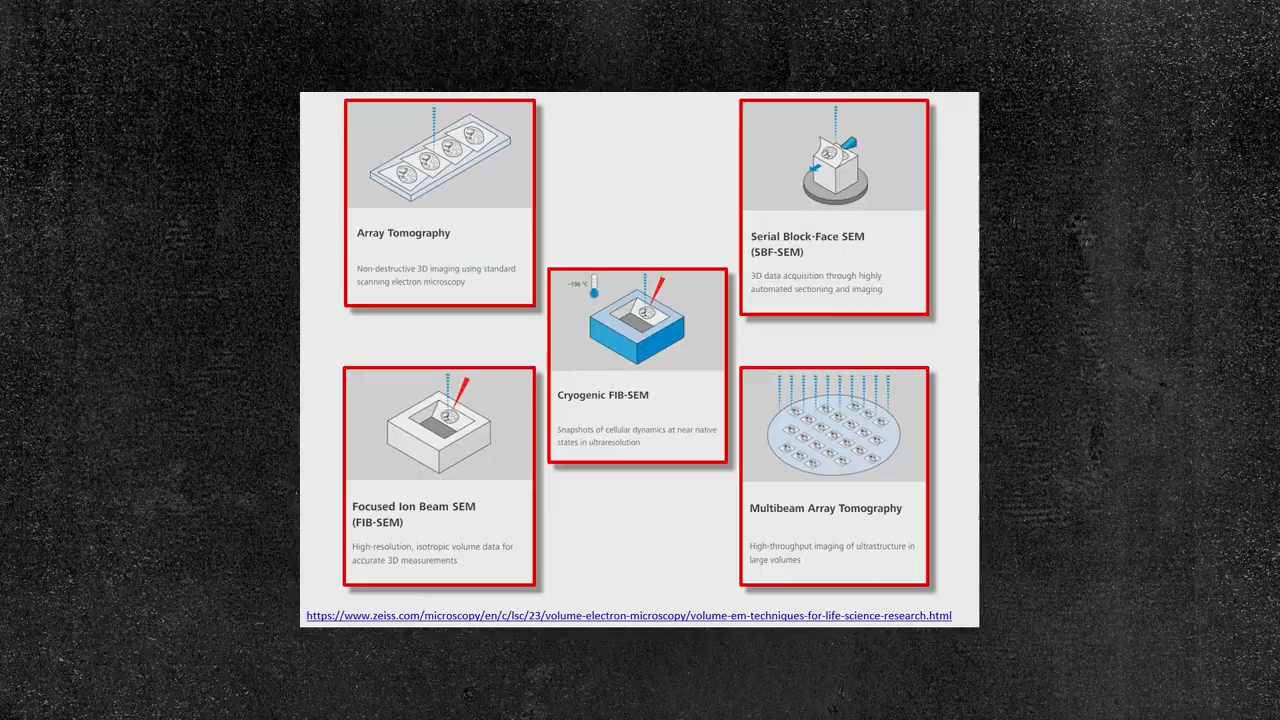 Array Tomography
Non-destructive 3D imaging using standard
scanning electron microscopy
Serial Block-Face SEM
(SBF-SEM)
3D data acquisition through highly
automated sectioning and imaging
−196 °C
Cryogenic FIB-SEM
Snapshots of cellular dynamics at near native
states in ultraresolution
Focused Ion Beam SEM
(FIB-SEM)
High-resolution, isotropic volume data for
accurate 3D measurements
Multibeam Array Tomography
High-throughput imaging of ultrastructure in
large volumes
https://www.zeiss.com/microscopy/en/c/lsc/23/volume-electron-microscopy/volume-em-techniques-for-life-science-research.html